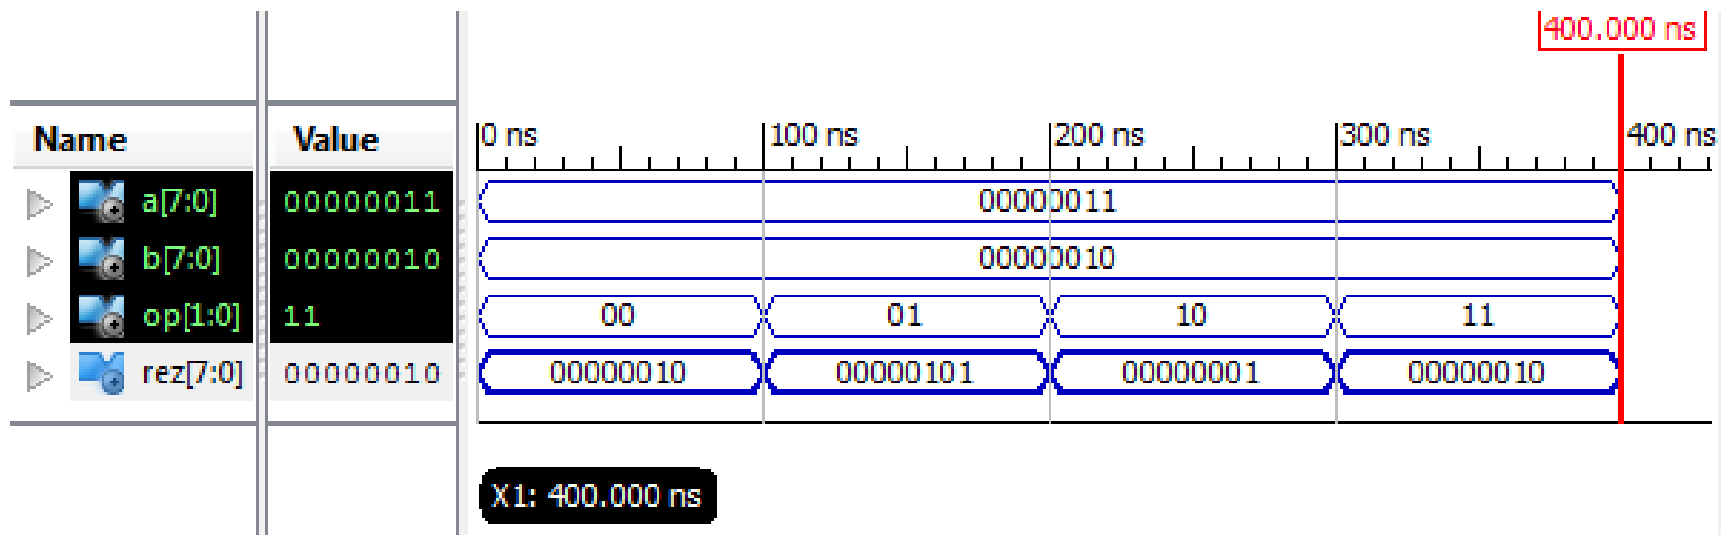 400.000 ns
Name Value 0 ns 100 ns 200 ns 300 ns 400 ns
a[7:0] 00000011 00000011
b[7:0] 00000010 00000010
op[1:0] 11 00 01 10 11
rez[7:0] 00000010 00000010 00000101 00000001 00000010
X1: 400.000 ns